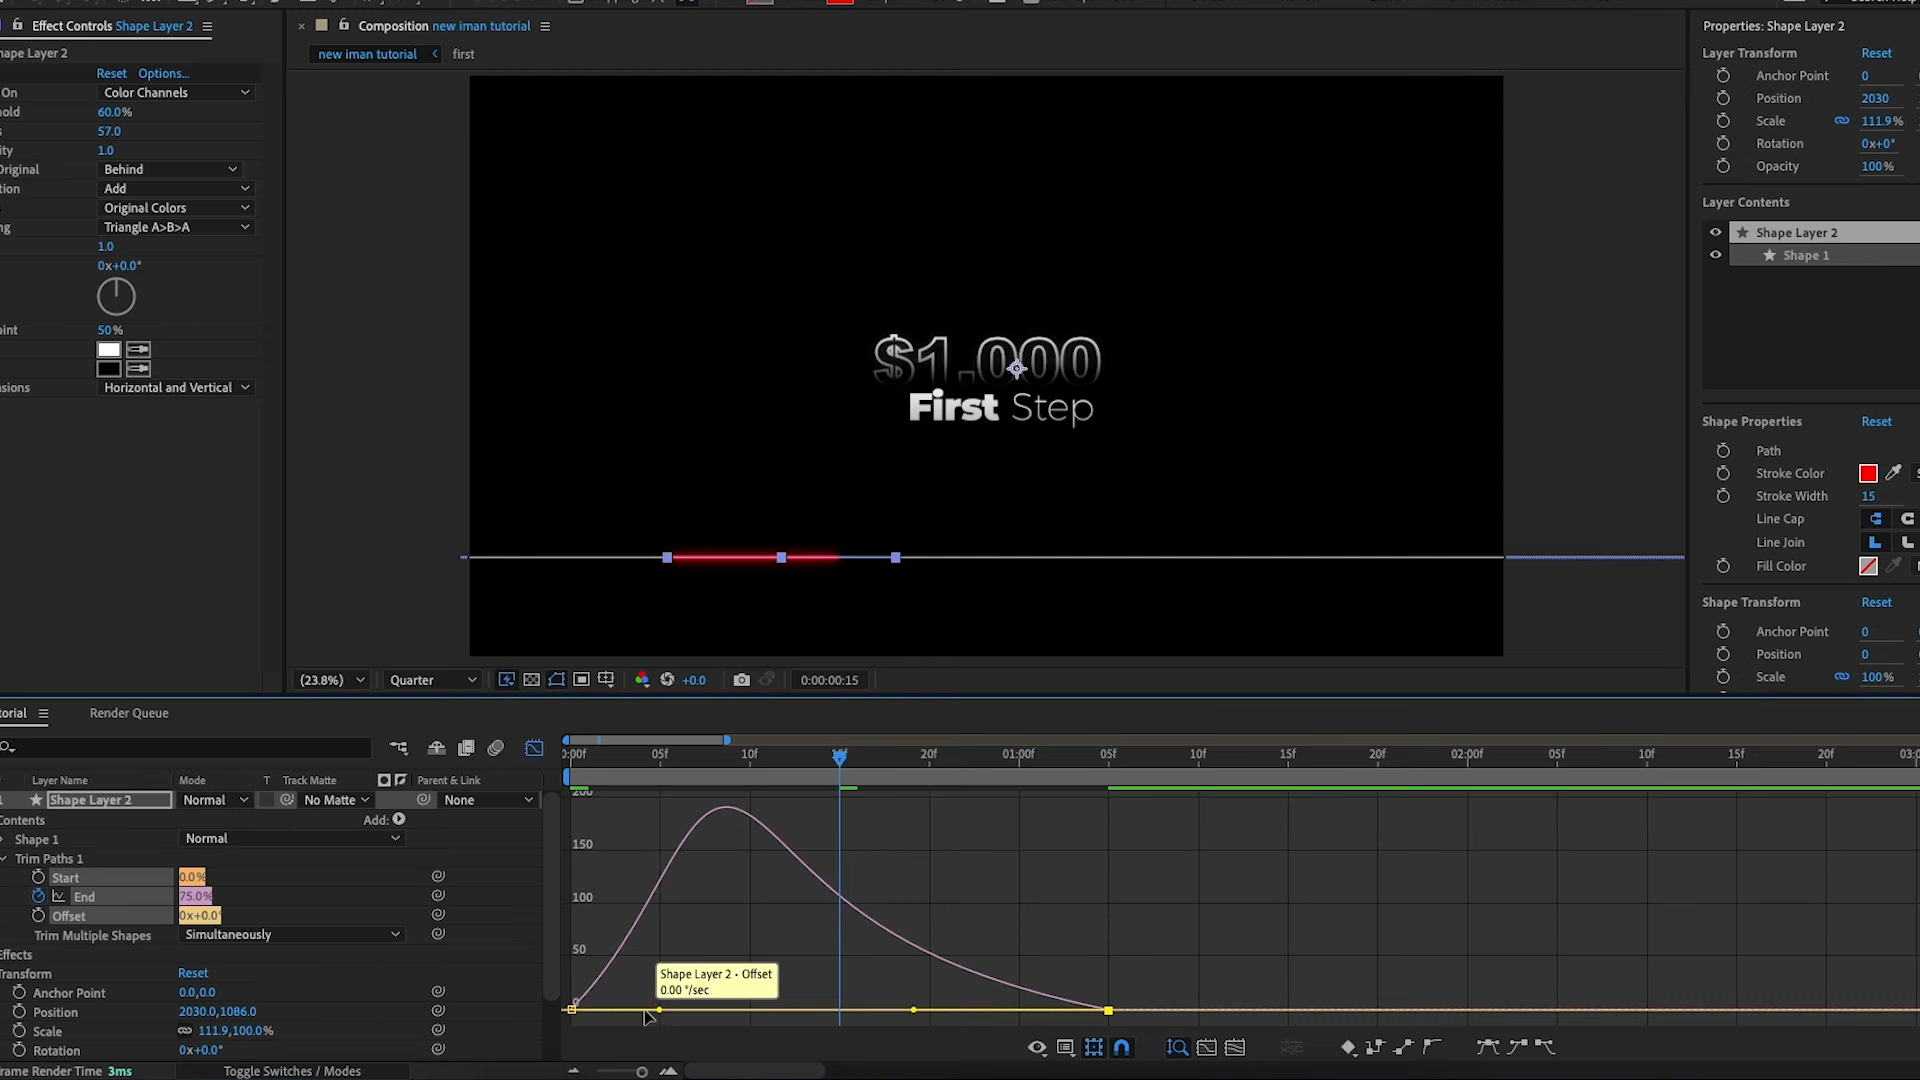 Effect Controls Shape Layer 2
hape Layer 2
Reset Options...
On Color Channels
old 60.0%
s 57.0
ity 1.0
Original Behind
tion Add
s Original Colors
ng Triangle A>B>A
1.0
0x+0.0°
oint 50%
sions Horizontal and Vertical
× Composition new iman tutorial
new iman tutorial < first
$1.000
First Step
(23.8%) Quarter +0.0 0:00:00:15
Properties: Shape Layer 2
Layer Transform Reset
Anchor Point 0
Position 2030
Scale 111.9%
Rotation 0x+0°
Opacity 100%
Layer Contents
Shape Layer 2
Shape 1
Shape Properties Reset
Path
Stroke Color
Stroke Width 15
Line Cap
Line Join
Fill Color
Shape Transform Reset
Anchor Point 0
Position 0
Scale 100%
torial Render Queue
Layer Name Mode T Track Matte Parent & Link
1 Shape Layer 2 Normal No Matte None
Contents Add:
Shape 1 Normal
Trim Paths 1
Start 0.0%
End 75.0%
Offset 0x+0.0°
Trim Multiple Shapes Simultaneously
Effects
Transform Reset
Anchor Point 0.0,0.0
Position 2030.0,1086.0
Scale 111.9,100.0%
Rotation 0x+0.0°
Frame Render Time 3ms Toggle Switches / Modes
0:00f 05f 10f 15f 20f 01:00f 05f 10f 15f 20f 02:00f 05f 10f 15f 20f 03:0
200
150
100
50
0
Shape Layer 2 • Offset
0.00 °/sec